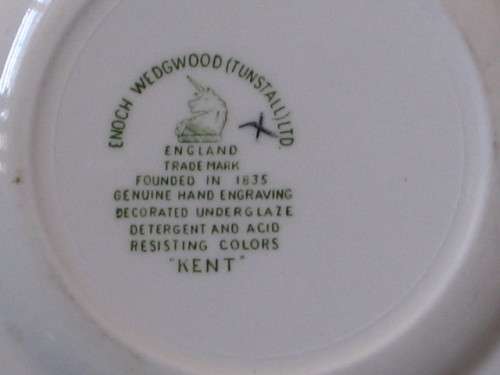 ENOCH WEDGWOOD (TUNSTALL) LTD.
ENGLAND
TRADE MARK
FOUNDED IN 1835
GENUINE HAND ENGRAVING
DECORATED UNDERGLAZE
DETERGENT AND ACID
RESISTING COLORS
"KENT"